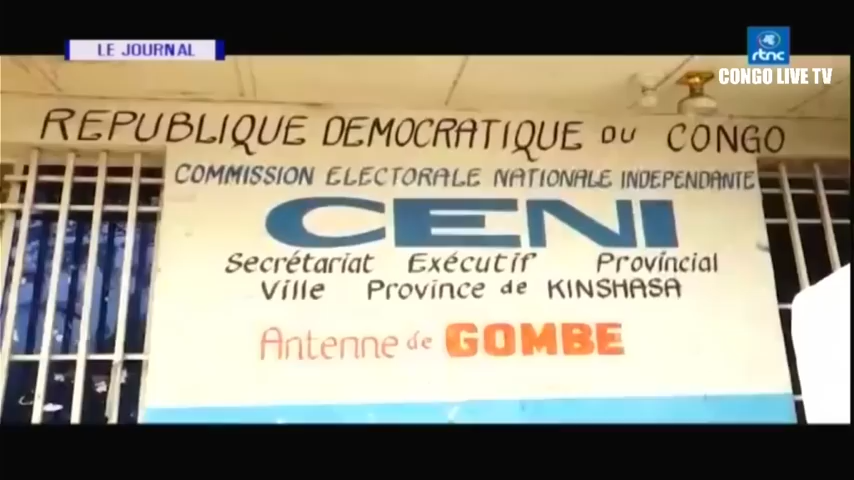 LE JOURNAL
rtnc
CONGO LIVE TV
REPUBLIQUE DEMOCRATIQUE DU CONGO
COMMISSION ELECTORALE NATIONALE INDEPENDANTE
CENI
Secrétariat Exécutif Provincial
Ville Province de KINSHASA
Antenne de GOMBE